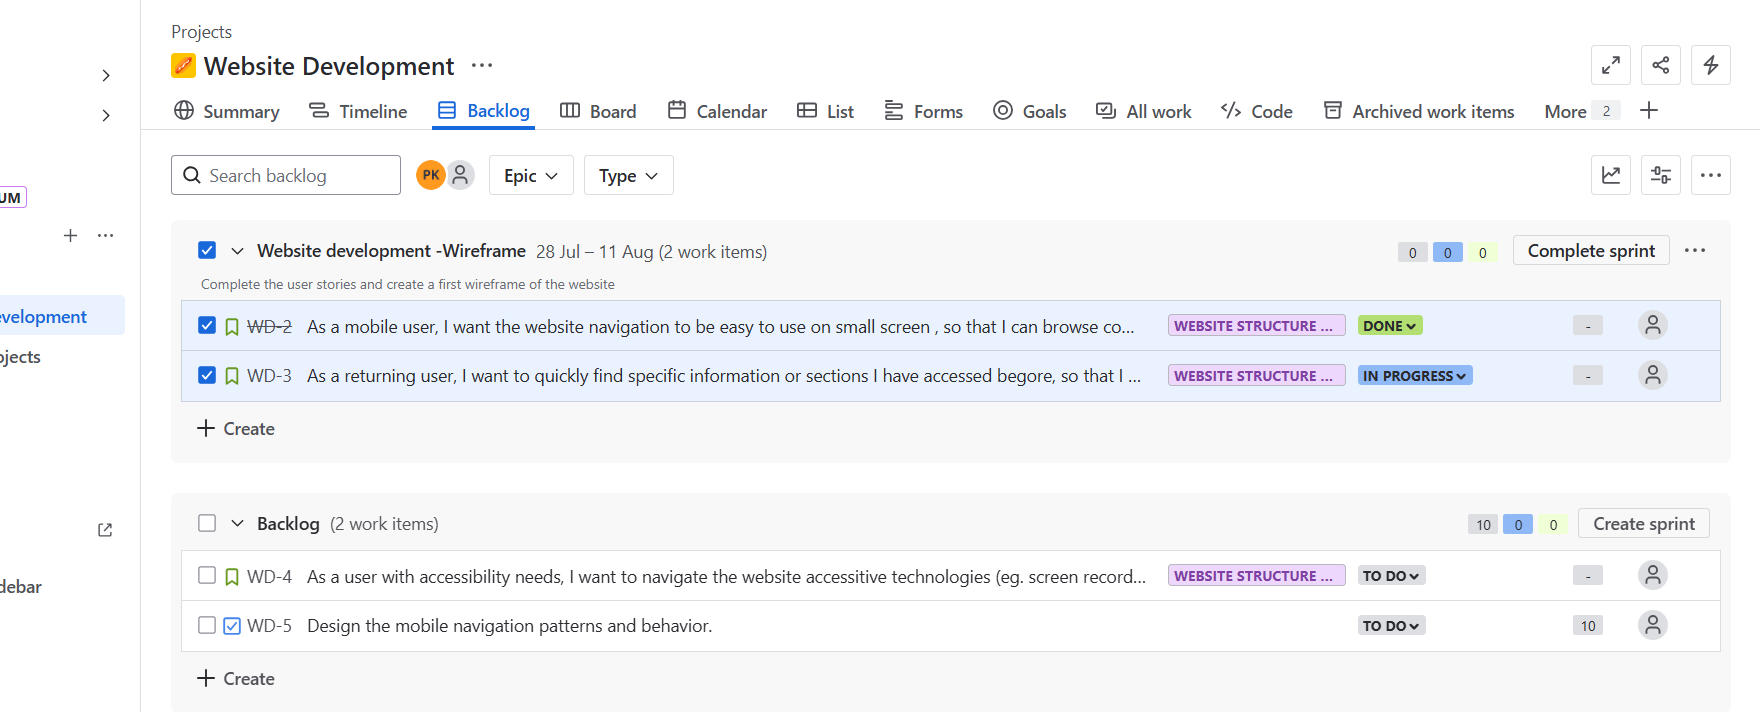 Projects
Website Development
Summary Timeline Backlog Board Calendar List Forms Goals All work Code Archived work items More 2
Search backlog PK Epic Type
UM
Website development -Wireframe 28 Jul – 11 Aug (2 work items) 0 0 0 Complete sprint
Complete the user stories and create a first wireframe of the website
evelopment
WD-2 As a mobile user, I want the website navigation to be easy to use on small screen , so that I can browse co... WEBSITE STRUCTURE ... DONE -
ojects
WD-3 As a returning user, I want to quickly find specific information or sections I have accessed begore, so that I ... WEBSITE STRUCTURE ... IN PROGRESS -
Create
Backlog (2 work items) 10 0 0 Create sprint
WD-4 As a user with accessibility needs, I want to navigate the website accessitive technologies (eg. screen record... WEBSITE STRUCTURE ... TO DO -
debar
WD-5 Design the mobile navigation patterns and behavior. TO DO 10
Create